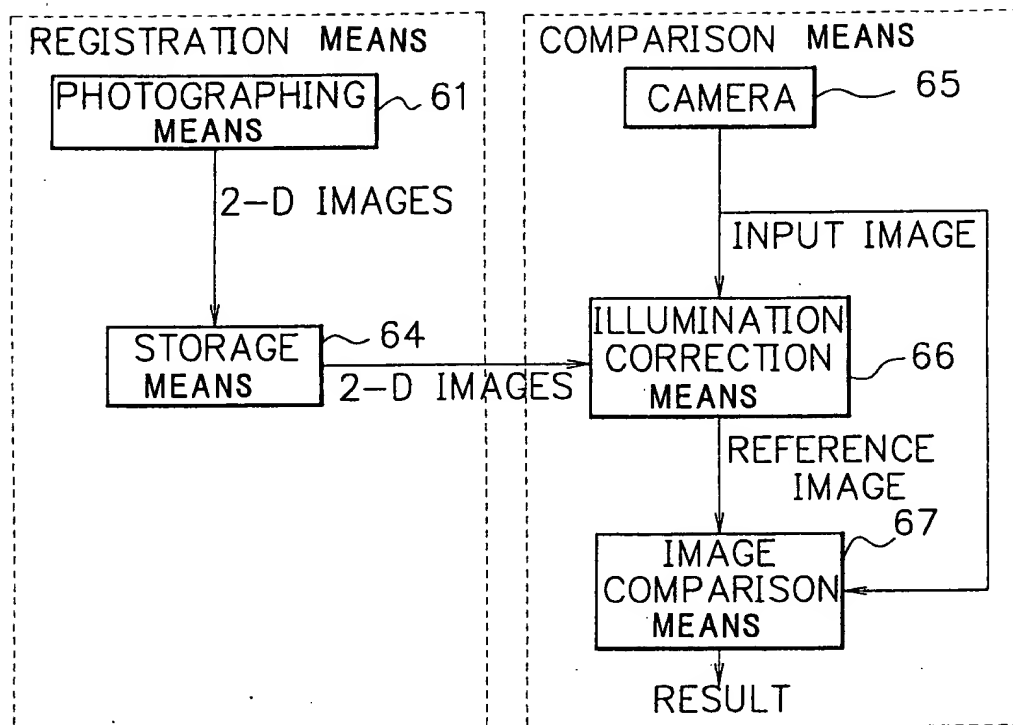 REGISTRATION MEANS
PHOTOGRAPHING
MEANS
61
2-D IMAGES
STORAGE
MEANS
64
2-D IMAGES
COMPARISON MEANS
CAMERA
65
INPUT IMAGE
ILLUMINATION
CORRECTION
MEANS
66
REFERENCE
IMAGE
67
IMAGE
COMPARISON
MEANS
RESULT